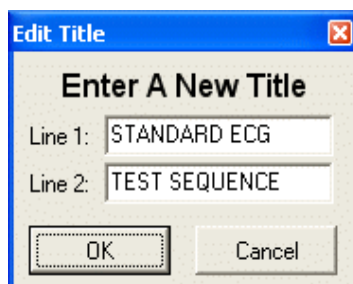 Edit Title
Enter A New Title
Line 1: STANDARD ECG
Line 2: TEST SEQUENCE
OK Cancel